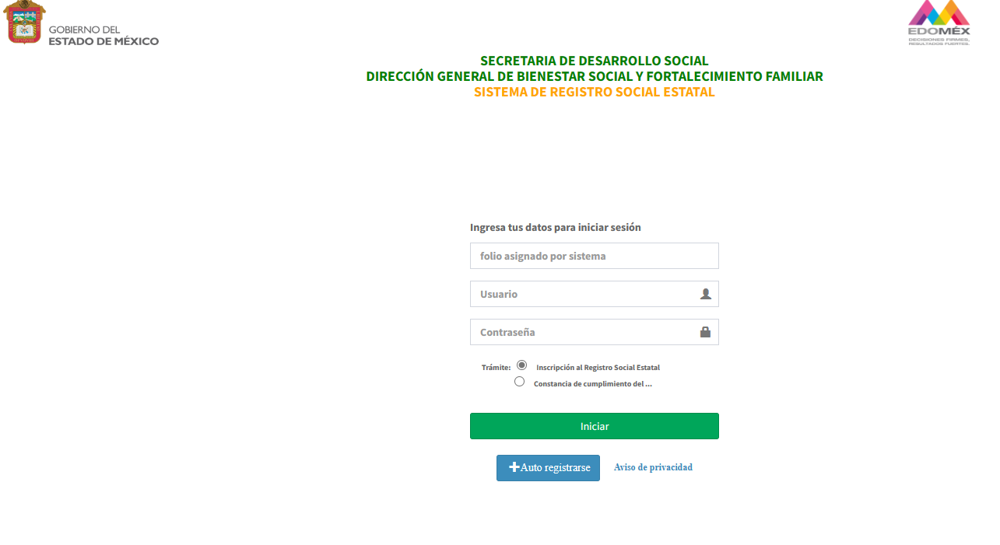 GOBIERNO DEL
ESTADO DE MÉXICO
EDOMÉX
DECISIONES FIRMES,
RESULTADOS FUERTES.
SECRETARIA DE DESARROLLO SOCIAL
DIRECCIÓN GENERAL DE BIENESTAR SOCIAL Y FORTALECIMIENTO FAMILIAR
SISTEMA DE REGISTRO SOCIAL ESTATAL
Ingresa tus datos para iniciar sesión
folio asignado por sistema
Usuario
Contraseña
Trámite: Inscripción al Registro Social Estatal
Constancia de cumplimiento del ...
Iniciar
Auto registrarse Aviso de privacidad